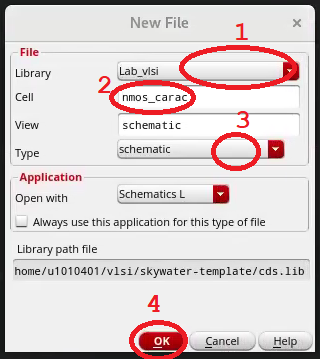 New File
1
File
Library Lab_vlsi
2
Cell nmos_carac
View schematic
3
Type schematic
Application
Open with Schematics L
Always use this application for this type of file
Library path file
home/u1010401/vlsi/skywater-template/cds.lib
4
OK Cancel Help